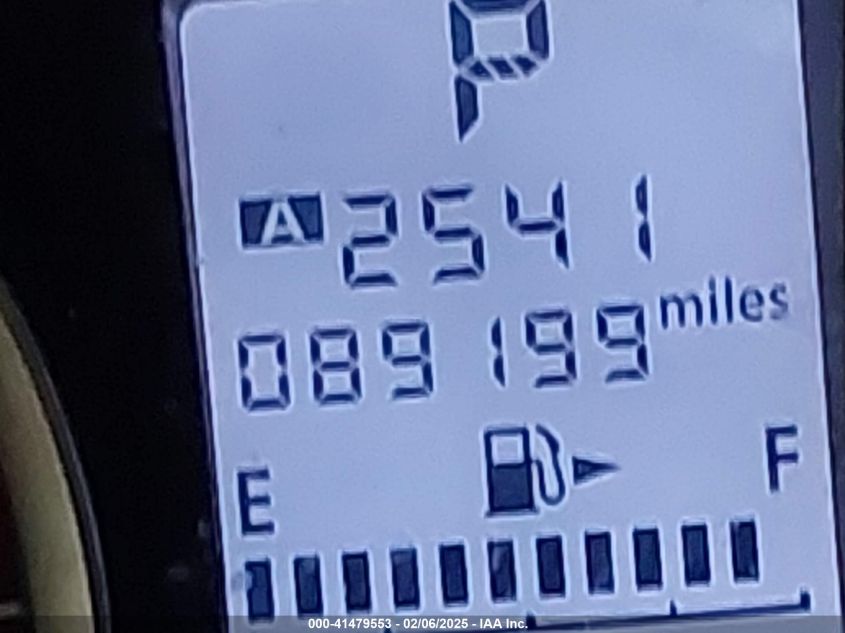 P
A 2541
089199 miles
E F
000-41479553 - 02/06/2025 - IAA Inc.